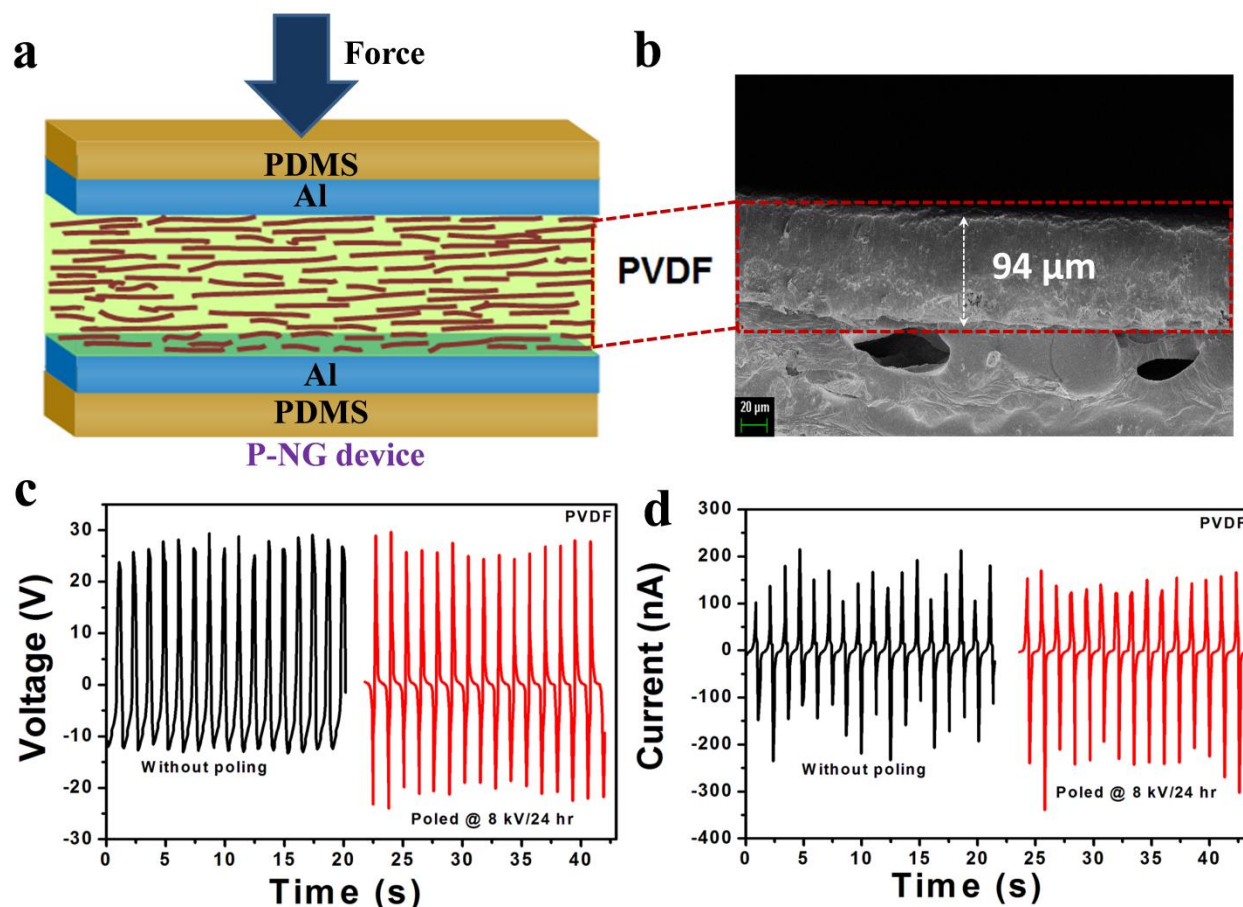 a
Force
PDMS
Al
Al
PDMS
P-NG device
b
PVDF
94 μm
20 μm
c
Voltage (V)
30
20
10
0
-10
-20
-30
PVDF
Without poling
Poled @ 8 kV/24 hr
0 5 10 15 20 25 30 35 40
Time (s)
d
Current (nA)
300
200
100
0
-100
-200
-300
-400
PVDF
Without poling
Poled @ 8 kV/24 hr
0 5 10 15 20 25 30 35 40
Time (s)